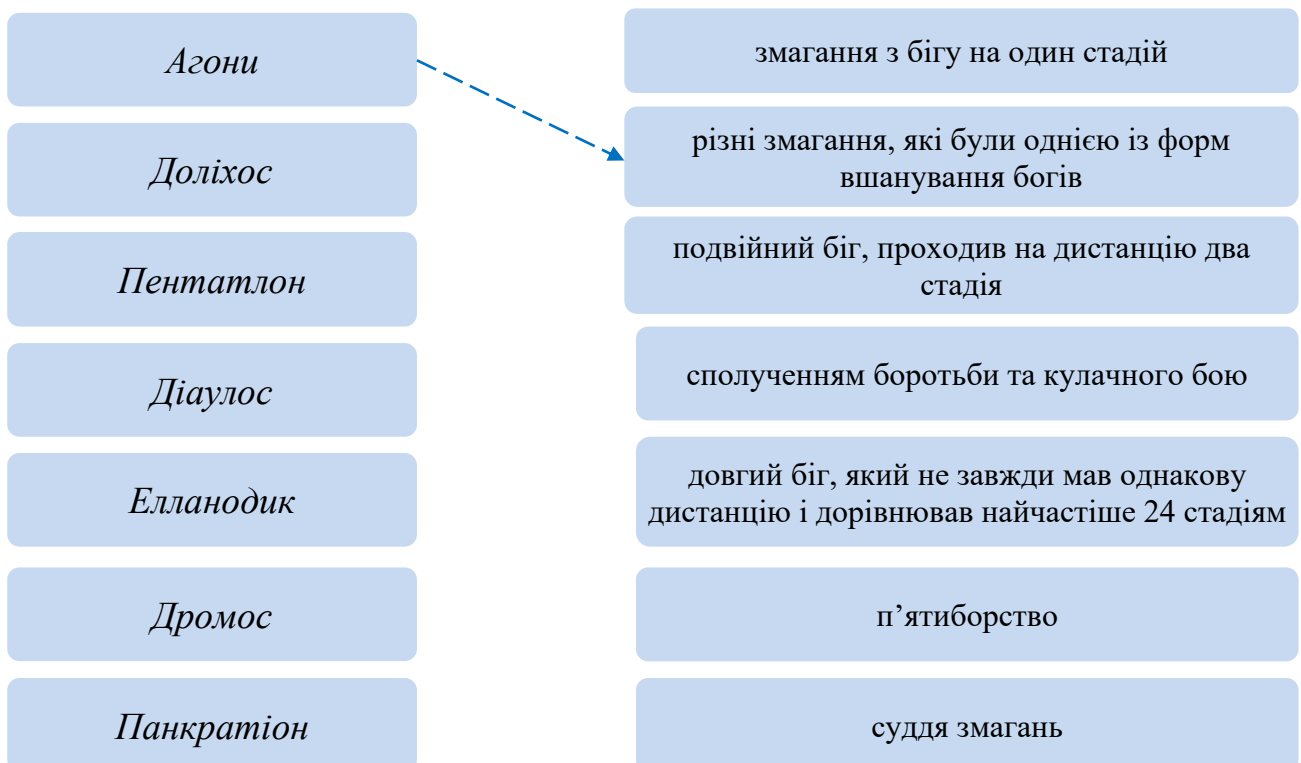 Агони
змагання з бігу на один стадій
Доліхос
різні змагання, які були однією із форм
вшанування богів
Пентатлон
подвійний біг, проходив на дистанцію два
стадія
Діаулос
сполученням боротьби та кулачного бою
Елланодик
довгий біг, який не завжди мав однакову
дистанцію і дорівнював найчастіше 24 стадіям
Дромос
п’ятиборство
Панкратіон
суддя змагань